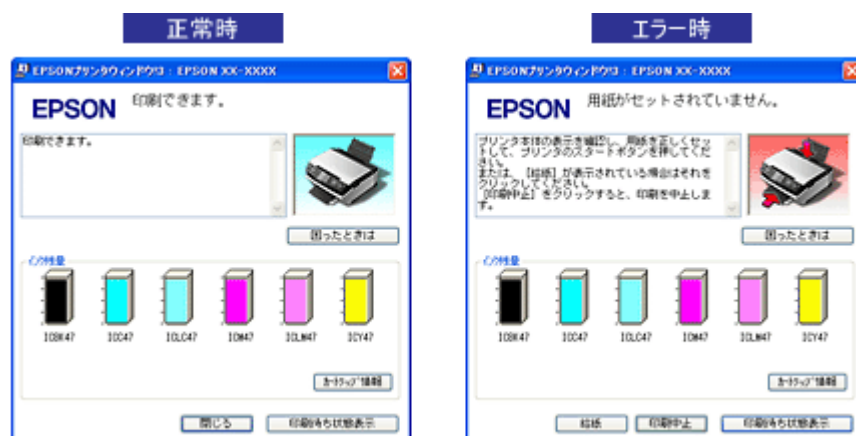 正常時
EPSONプリンタウィンドウ!3 : EPSON XX-XXXX
EPSON
印刷できます。
印刷できます。
困ったときは
インク残量
ICBK47
ICC47
ICLC47
ICM47
ICLM47
ICY47
カートリッジ情報
閉じる
印刷待ち状態表示
エラー時
EPSONプリンタウィンドウ!3 : EPSON XX-XXXX
EPSON
用紙がセットされていません。
プリンタ本体の表示を確認し、用紙を正しくセッ
トして、プリンタのスタートボタンを押してくだ
さい。
または、[給紙] が表示されている場合はそれを
クリックしてください。
[印刷中止] をクリックすると、印刷を中止しま
す。
困ったときは
インク残量
ICBK47
ICC47
ICLC47
ICM47
ICLM47
ICY47
カートリッジ情報
給紙
印刷中止
印刷待ち状態表示